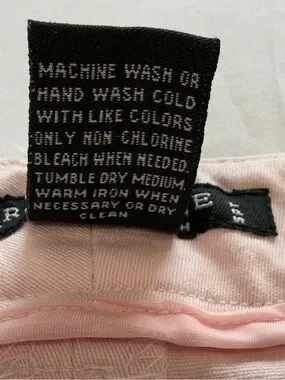 MACHINE WASH OR
HAND WASH COLD
WITH LIKE COLORS
ONLY NON-CHLORINE
BLEACH WHEN NEEDED.
TUMBLE DRY MEDIUM.
WARM IRON WHEN
NECESSARY OR DRY
CLEAN